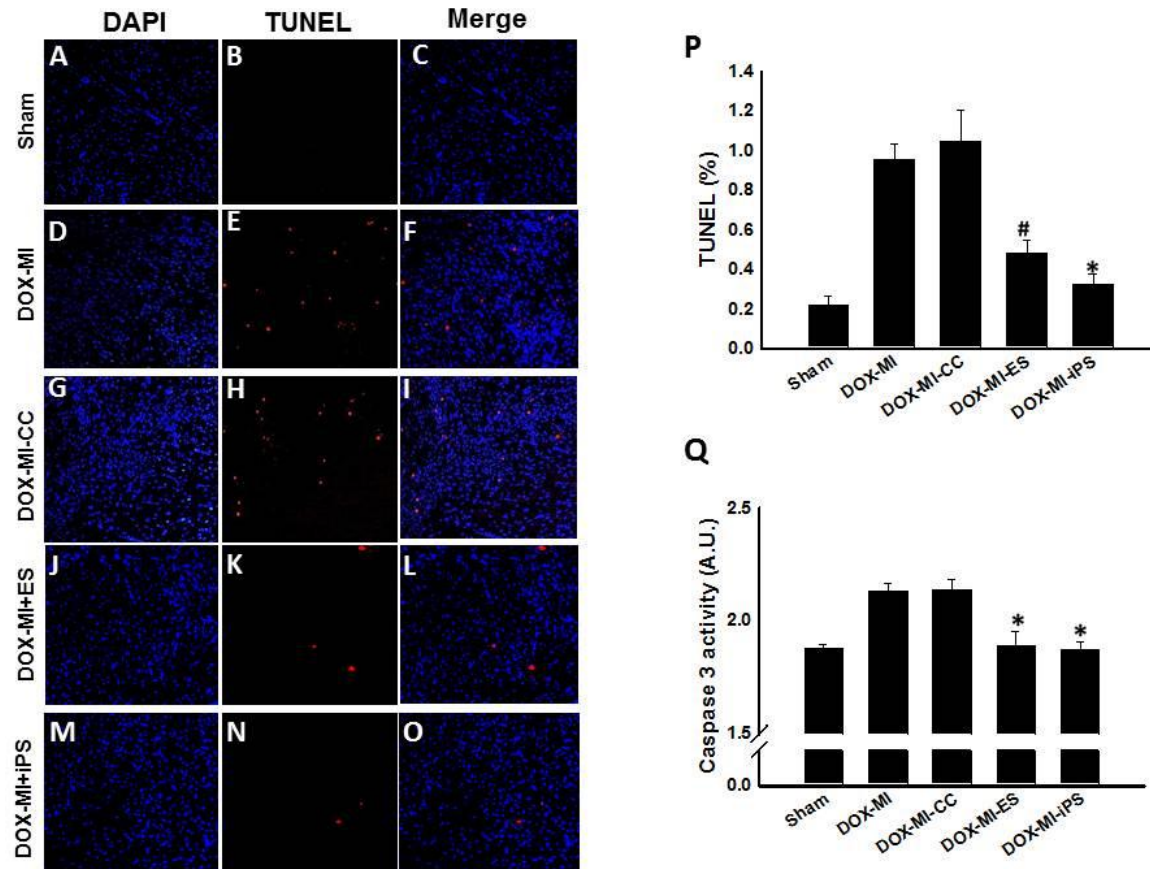 DAPI TUNEL Merge
Sham
A B C
DOX-MI
D E F
DOX-MI-CC
G H I
DOX-MI+ES
J K L
DOX-MI+iPS
M N O
P
TUNEL (%)
1.4
1.2
1.0
0.8
0.6
0.4
0.2
0.0
#
*
Sham DOX-MI DOX-MI-CC DOX-MI-ES DOX-MI-iPS
Q
Caspase 3 activity (A.U.)
2.5
2.0
1.5
0.0
* *
Sham DOX-MI DOX-MI-CC DOX-MI-ES DOX-MI-iPS